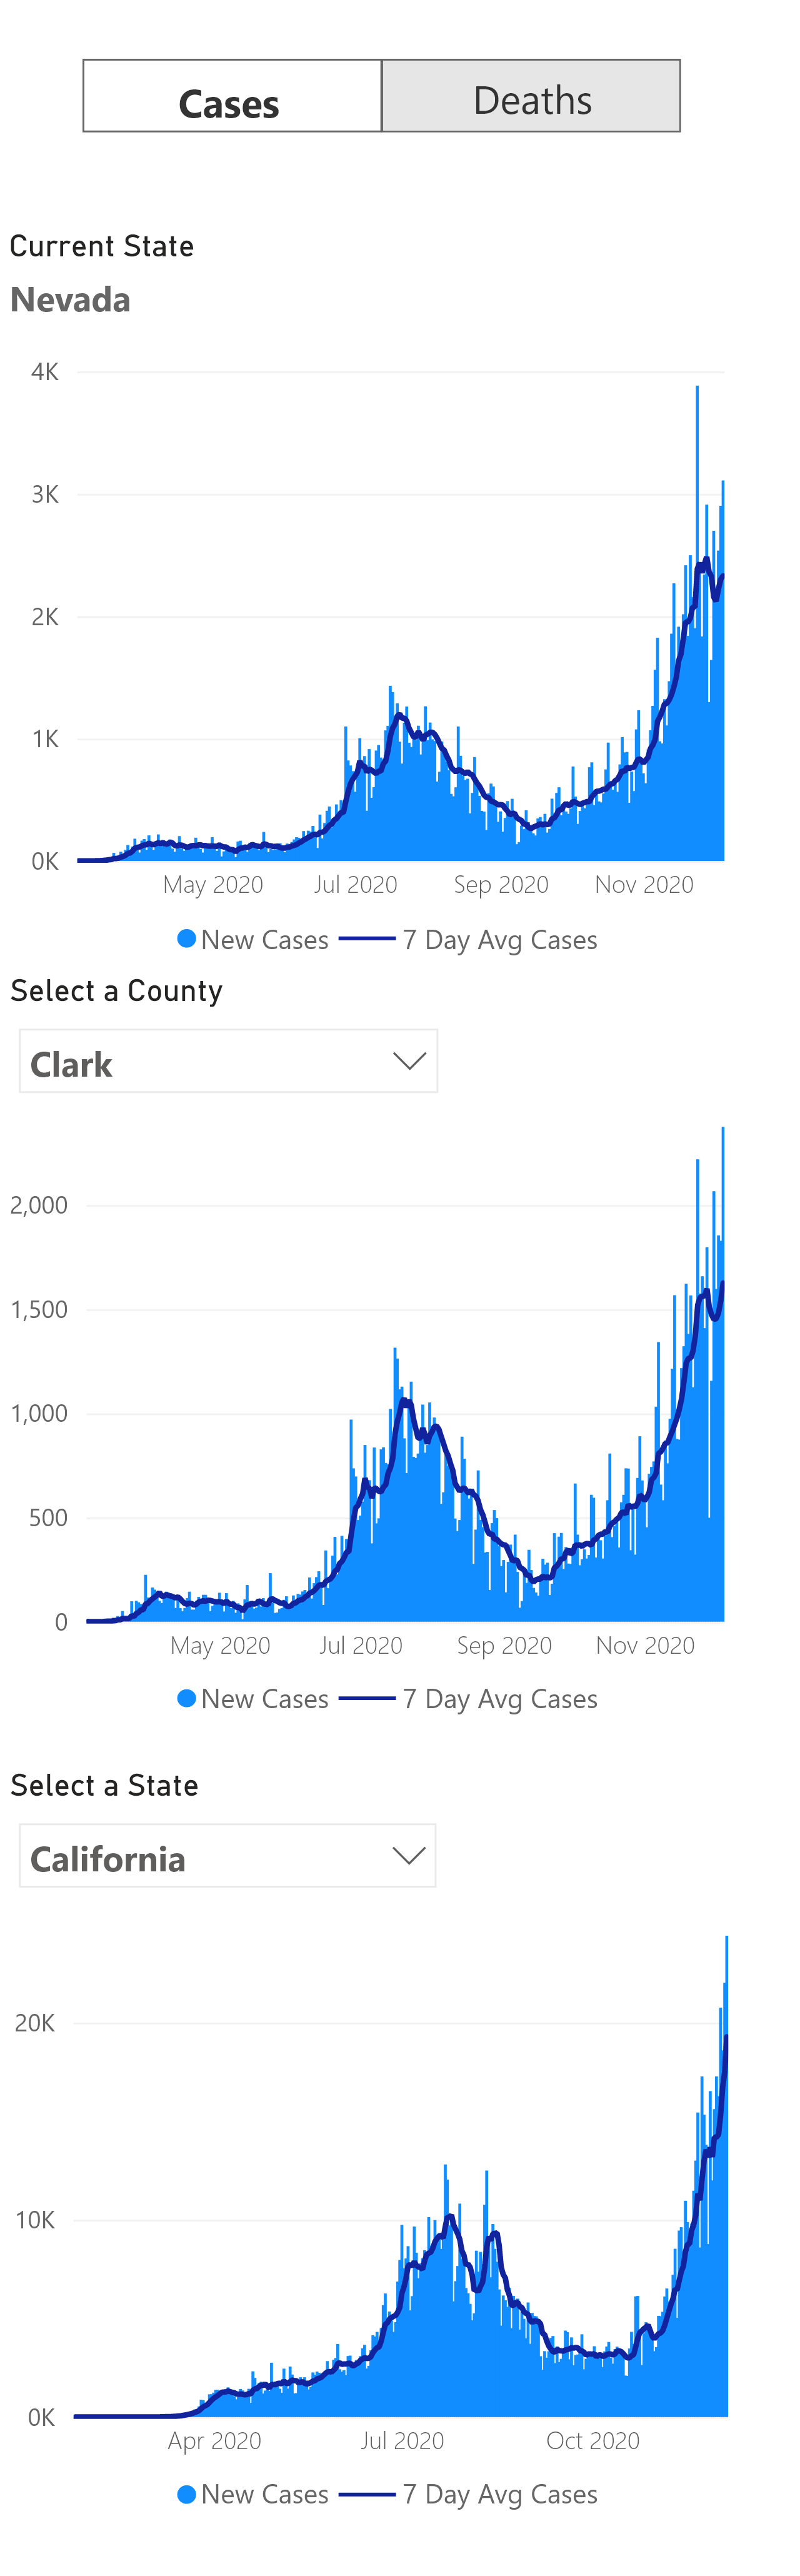 Cases Deaths
Current State
Nevada
4K
3K
2K
1K
0K
May 2020 Jul 2020 Sep 2020 Nov 2020
New Cases 7 Day Avg Cases
Select a County
Clark
2,000
1,500
1,000
500
0
May 2020 Jul 2020 Sep 2020 Nov 2020
New Cases 7 Day Avg Cases
Select a State
California
20K
10K
0K
Apr 2020 Jul 2020 Oct 2020
New Cases 7 Day Avg Cases